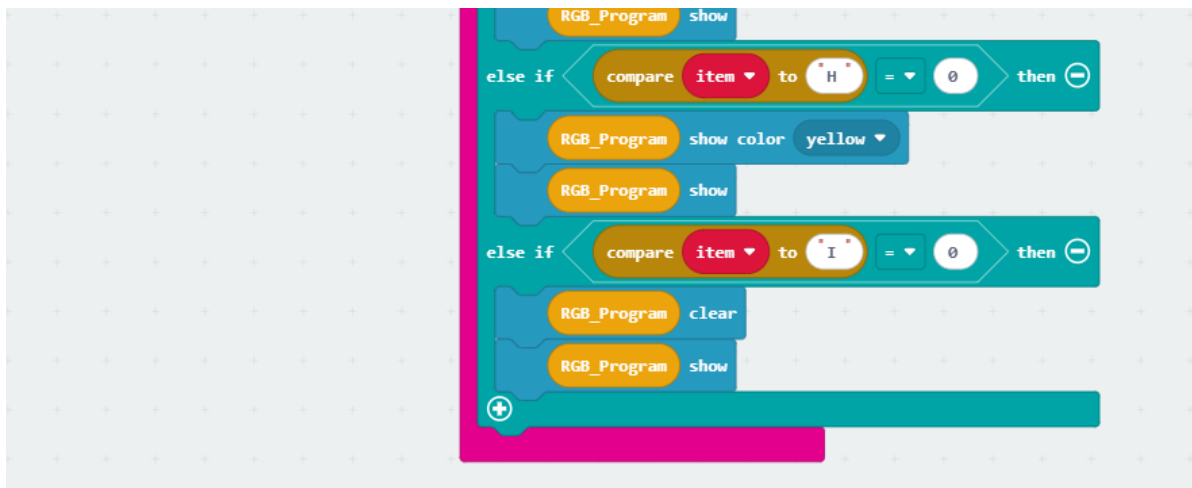 RGB_Program show
else if compare item to "H" = 0 then
RGB_Program show color yellow
RGB_Program show
else if compare item to "I" = 0 then
RGB_Program clear
RGB_Program show